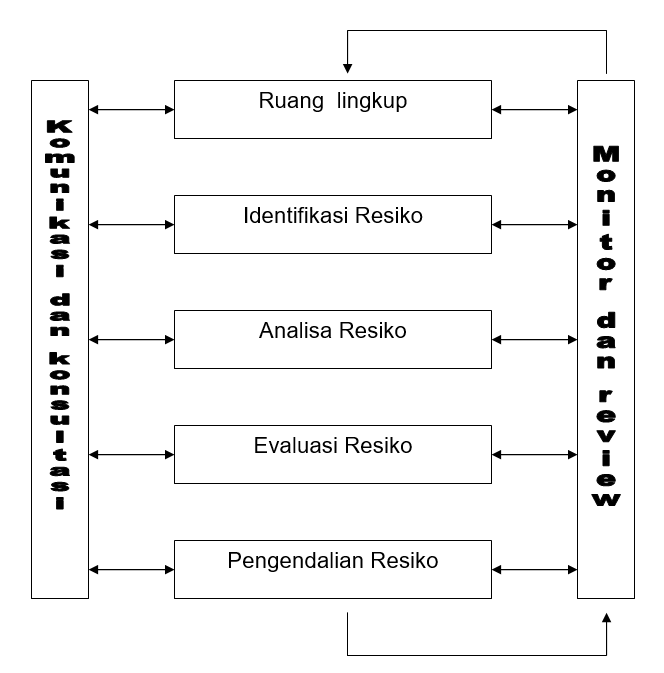 Ruang lingkup
Komunikasi dan konsultasi
Monitor dan review
Identifikasi Resiko
Analisa Resiko
Evaluasi Resiko
Pengendalian Resiko